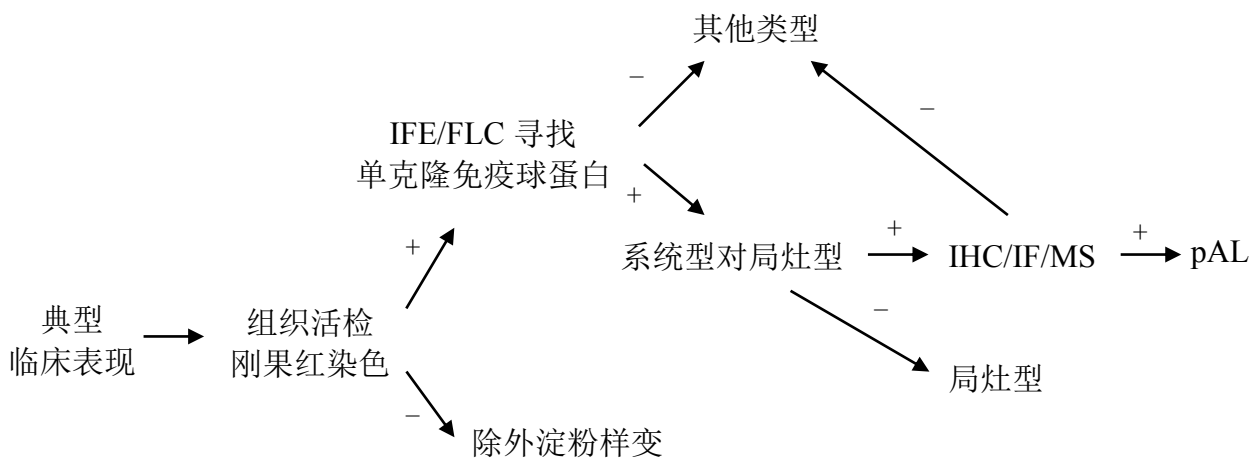 其他类型
−
−
IFE/FLC 寻找
单克隆免疫球蛋白
+
+
系统型对局灶型
+
IHC/IF/MS
+
pAL
典型
临床表现
组织活检
刚果红染色
−
局灶型
−
除外淀粉样变